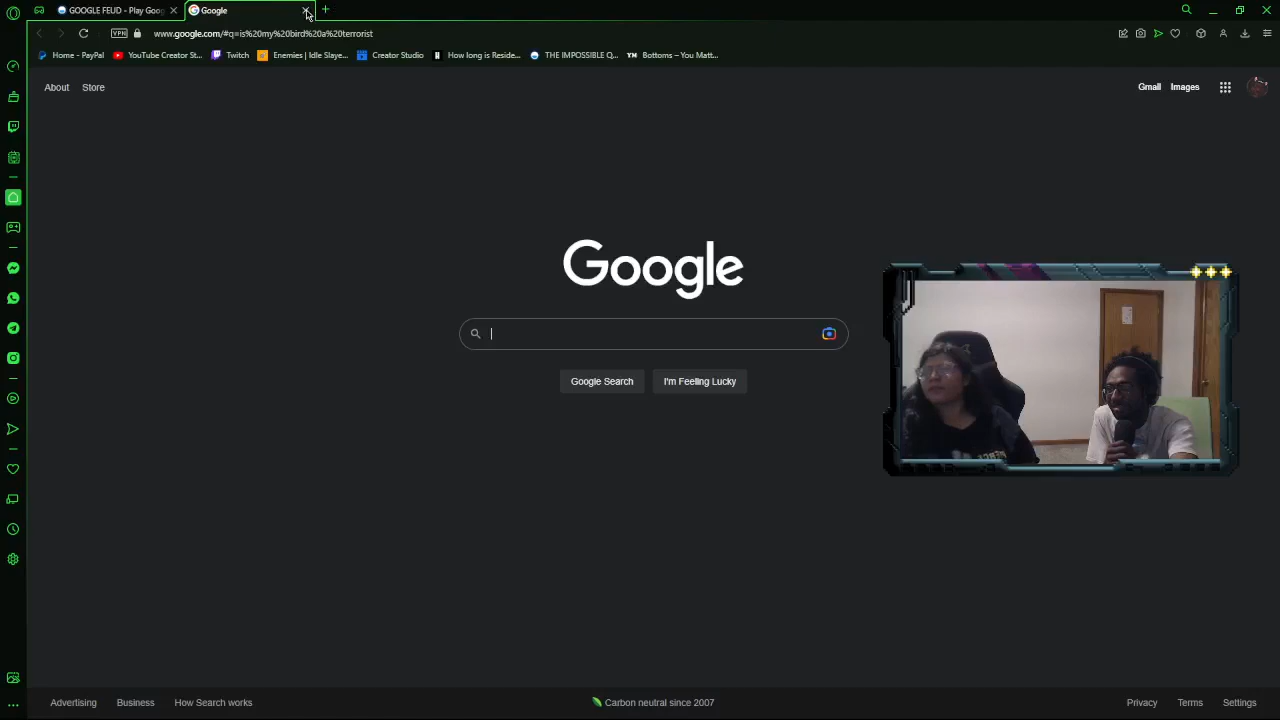 GOOGLE FEUD - Play Goog
Google
VPN
www.google.com/#q=is%20my%20bird%20a%20terrorist
Home - PayPal
YouTube Creator St...
Twitch
Enemies | Idle Slaye...
Creator Studio
How long is Reside...
THE IMPOSSIBLE Q...
YM
Bottoms – You Matt...
About
Store
Gmail
Images
Google
Google Search
I'm Feeling Lucky
Advertising
Business
How Search works
Carbon neutral since 2007
Privacy
Terms
Settings